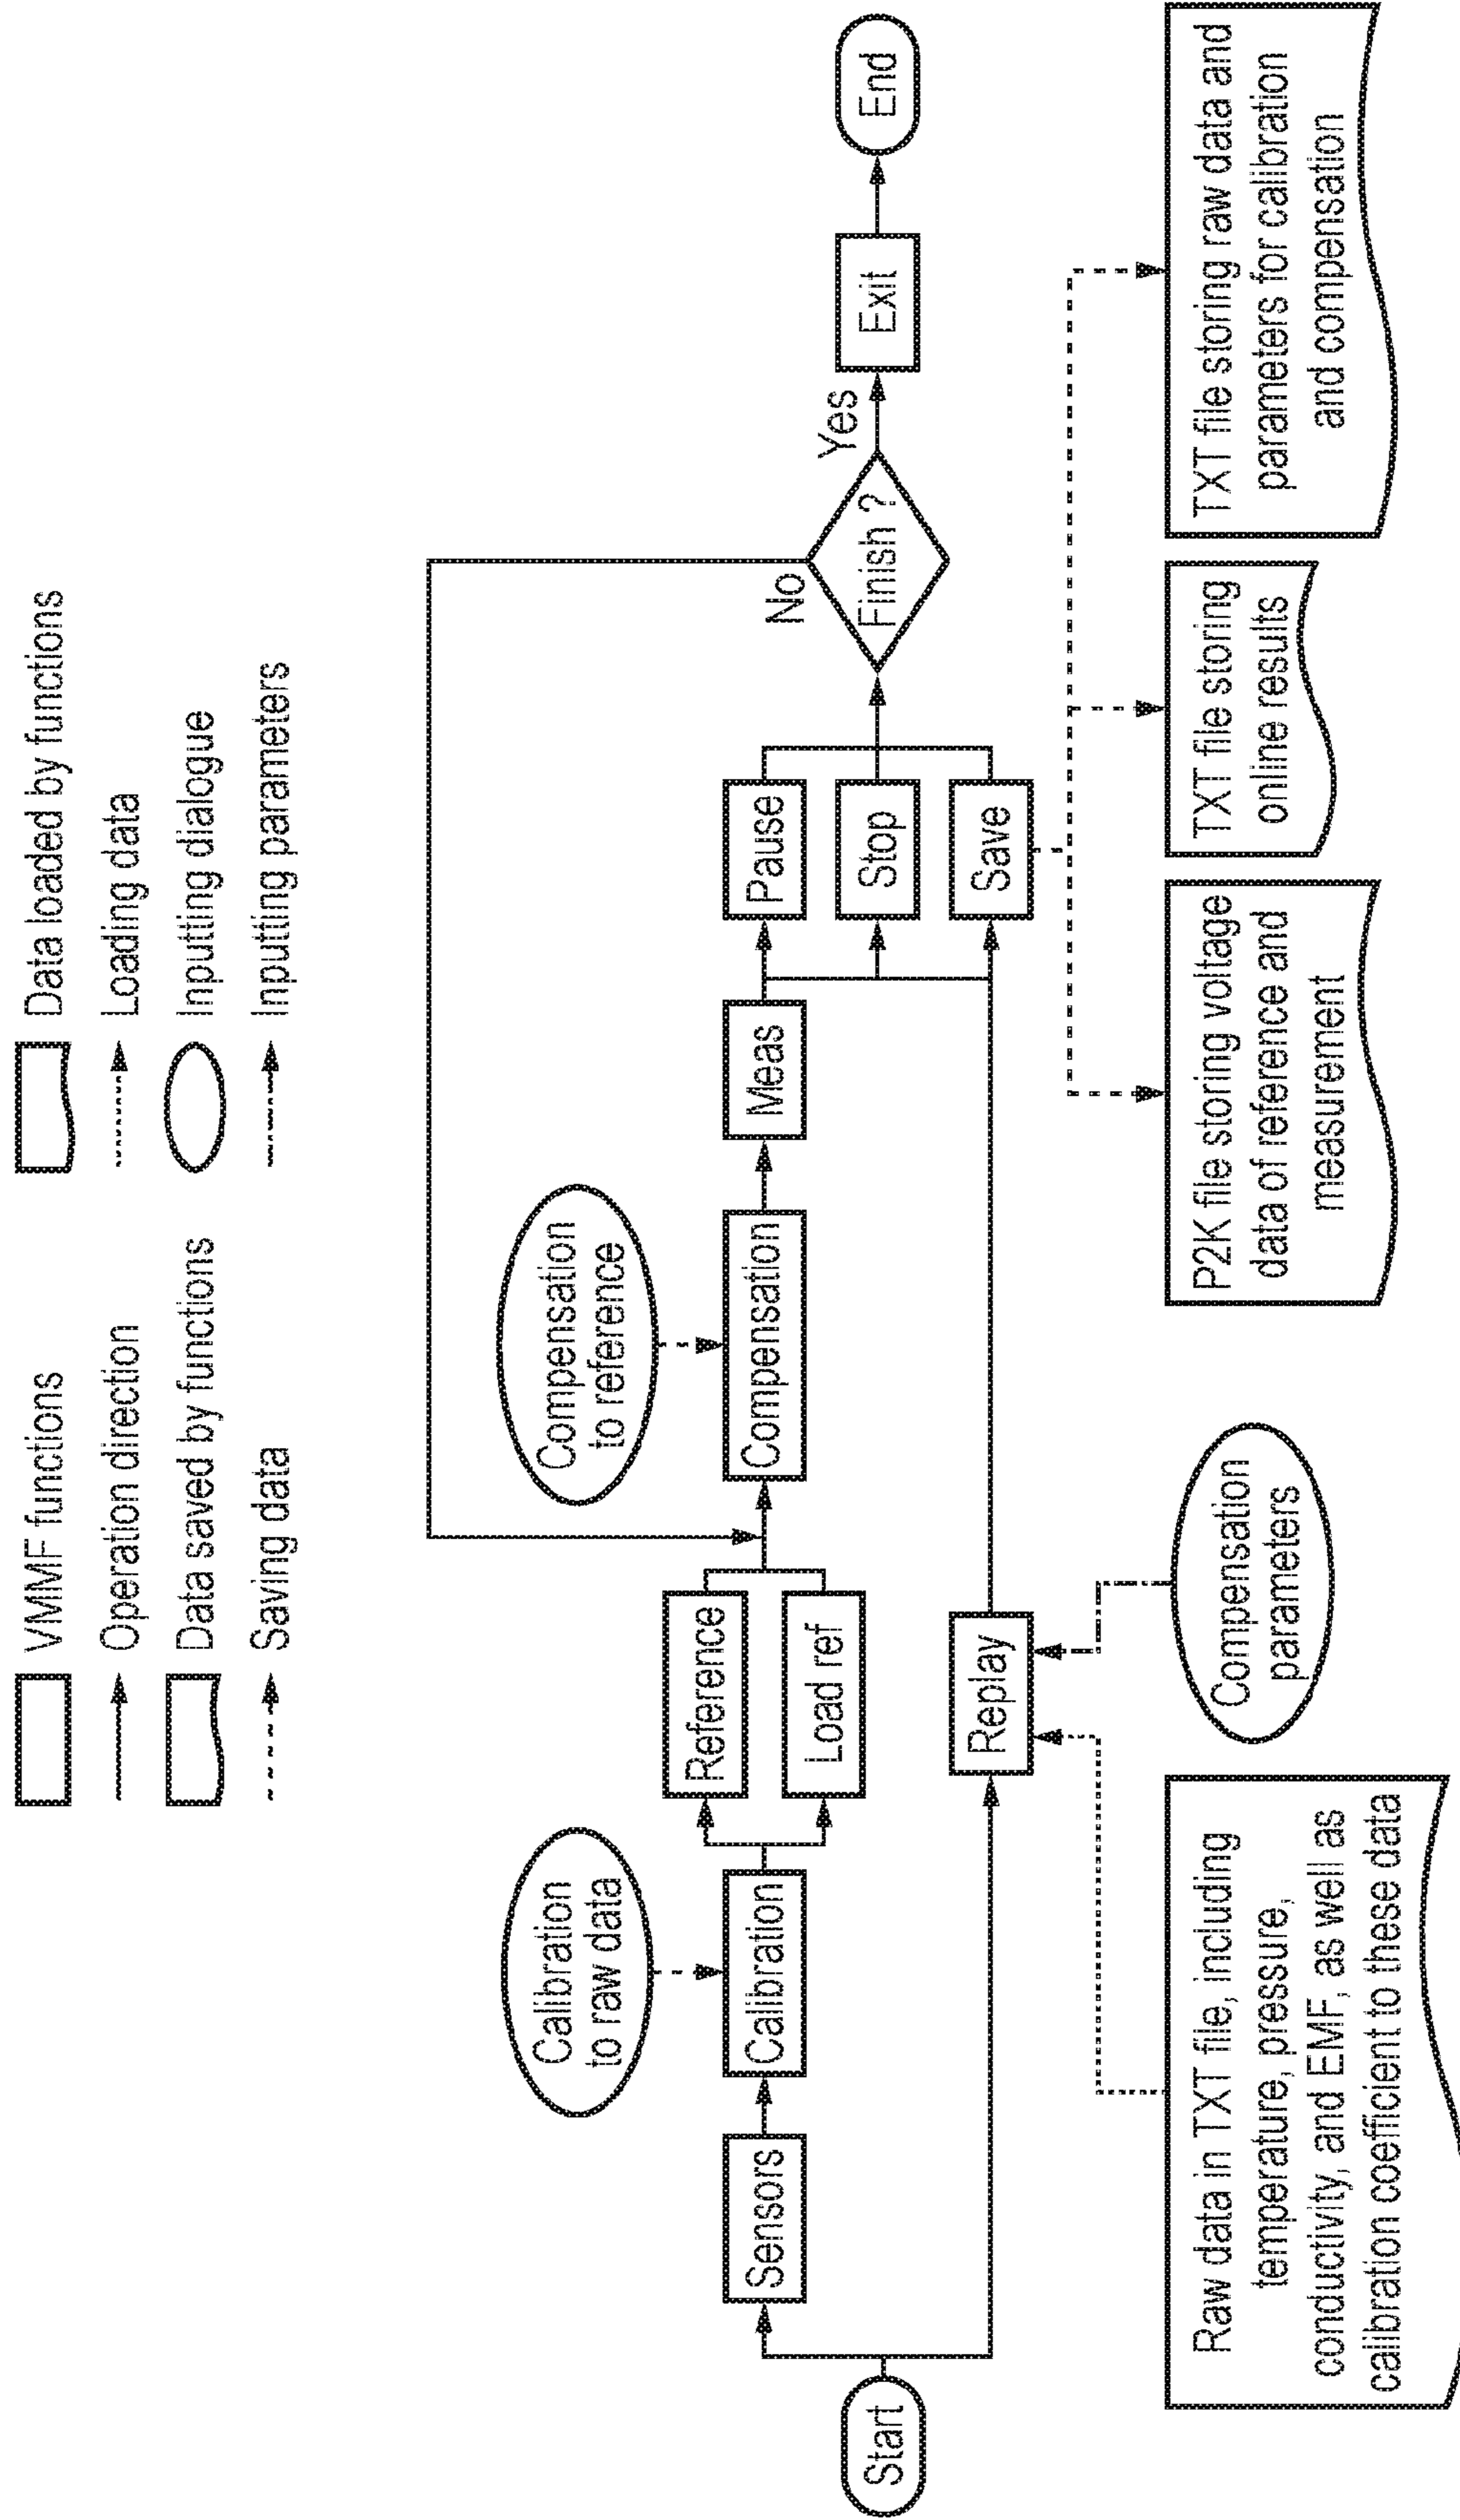 VMMF functions
Data loaded by functions
Operation direction
Loading data
Data saved by functions
Inputting dialogue
Saving data
Inputting parameters
Calibration
to raw data
Compensation
to reference
Start
Sensors
Calibration
Reference
Load ref
Compensation
Meas
Pause
Stop
Save
No
Finish ?
Yes
Exit
End
Replay
Raw data in TXT file, including
temperature, pressure,
conductivity, and EMF, as well as
calibration coefficient to these data
Compensation
parameters
P2K file storing voltage
data of reference and
measurement
TXT file storing
online results
TXT file storing raw data and
parameters for calibration
and compensation